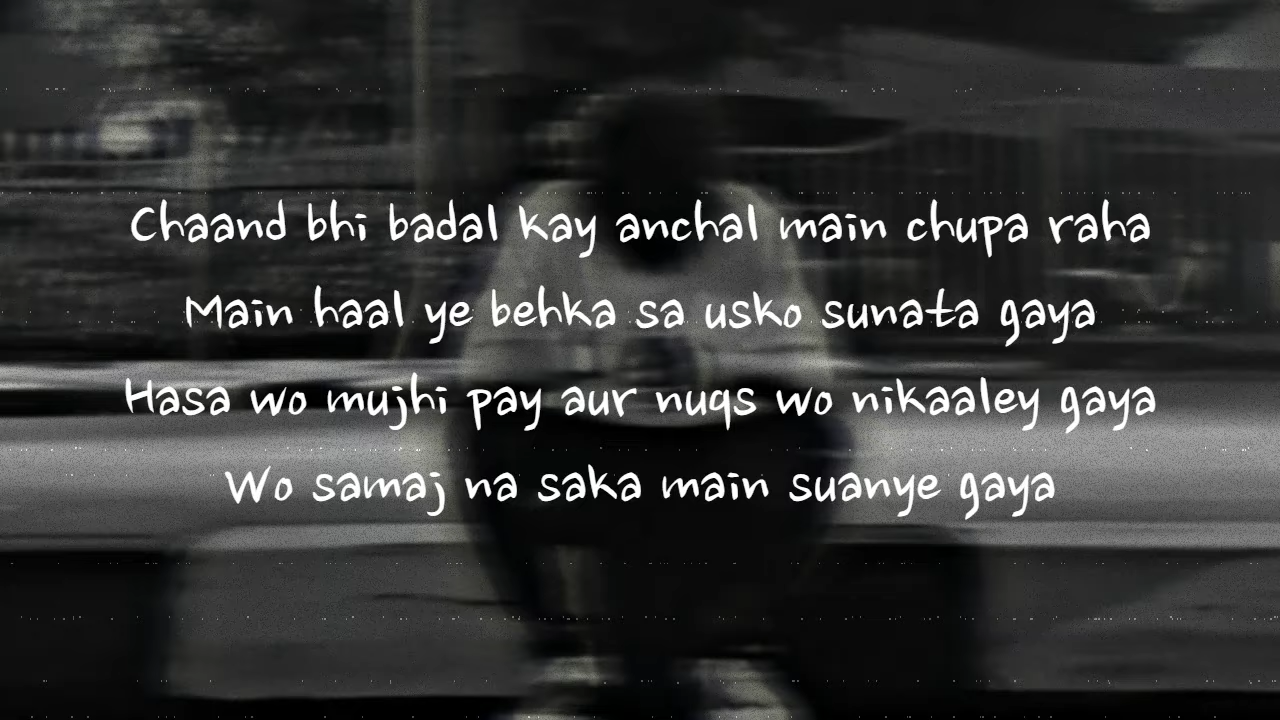 Chaand bhi badal kay anchal main chupa raha
Main haal ye behka sa usko sunata gaya
Hasa wo mujhi pay aur nuqs wo nikaaley gaya
Wo samaj na saka main suanye gaya